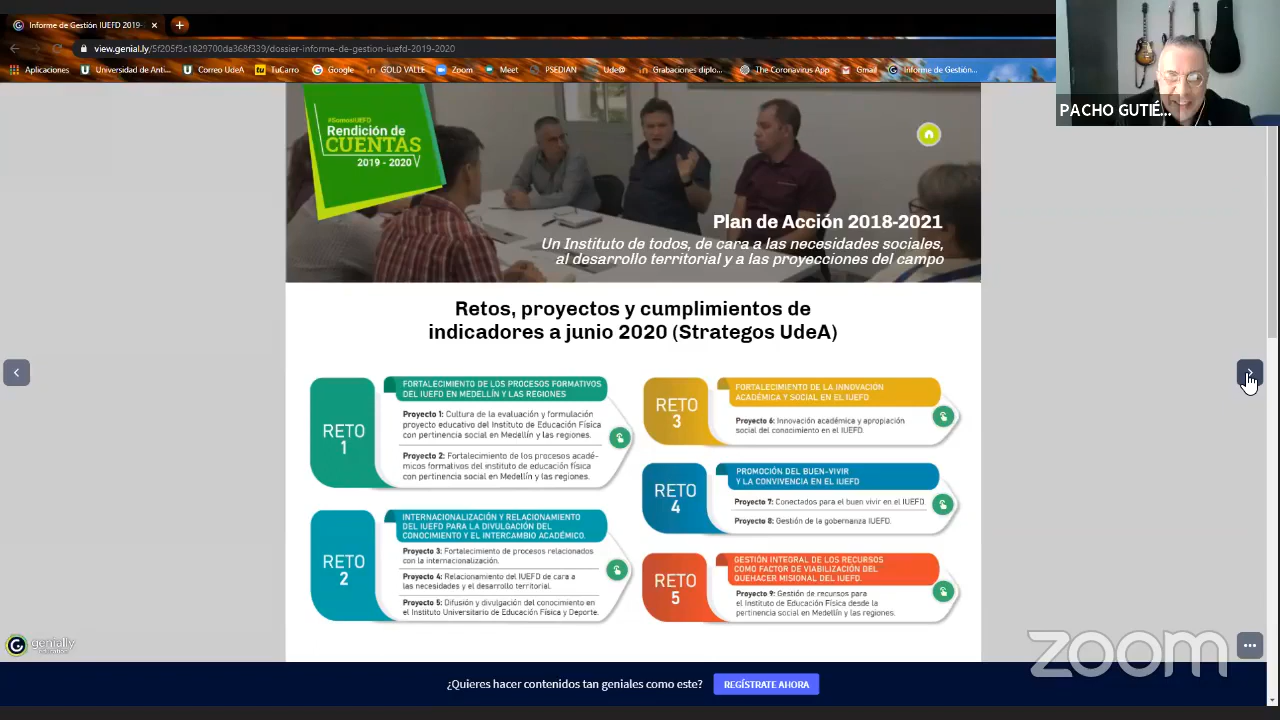 Informe de Gestión IUEFD 2019-
view.genial.ly/5f205f3c1829700da368f339/dossier-informe-de-gestion-iuefd-2019-2020
Aplicaciones
Universidad de Anti...
Correo UdeA
tu
TuCarro
Google
GOLD VALLE
Zoom
Meet
PSEDIAN
Ude@
Grabaciones diplo...
The Coronavirus App
Gmail
Informe de Gestión...
PACHO GUTIÉ...
#SomosIUEFD
Rendición de
CUENTAS
2019 - 2020
Plan de Acción 2018-2021
Un Instituto de todos, de cara a las necesidades sociales,
al desarrollo territorial y a las proyecciones del campo
Retos, proyectos y cumplimientos de
indicadores a junio 2020 (Strategos UdeA)
RETO
1
FORTALECIMIENTO DE LOS PROCESOS FORMATIVOS
DEL IUEFD EN MEDELLÍN Y LAS REGIONES
Proyecto 1: Cultura de la evaluación y formulación
proyecto educativo del Instituto de Educación Física
con pertinencia social en Medellín y las regiones.
Proyecto 2: Fortalecimiento de los procesos acadé-
micos formativos del instituto de educación física
con pertinencia social en Medellín y las regiones.
RETO
2
INTERNACIONALIZACIÓN Y RELACIONAMIENTO
DEL IUEFD PARA LA DIVULGACIÓN DEL
CONOCIMIENTO Y EL INTERCAMBIO ACADÉMICO.
Proyecto 3: Fortalecimiento de procesos relacionados
con la internacionalización.
Proyecto 4: Relacionamiento del IUEFD de cara a
las necesidades y el desarrollo territorial.
Proyecto 5: Difusión y divulgación del conocimiento en
el Instituto Universitario de Educación Física y Deporte.
RETO
3
FORTALECIMIENTO DE LA INNOVACIÓN
ACADÉMICA Y SOCIAL EN EL IUEFD
Proyecto 6: Innovación académica y apropiación
social del conocimiento en el IUEFD.
RETO
4
PROMOCIÓN DEL BUEN-VIVIR
Y LA CONVIVENCIA EN EL IUEFD
Proyecto 7: Conectados para el buen vivir en el IUEFD.
Proyecto 8: Gestión de la gobernanza IUEFD.
RETO
5
GESTIÓN INTEGRAL DE LOS RECURSOS
COMO FACTOR DE VIABILIZACIÓN DEL
QUEHACER MISIONAL DEL IUEFD.
Proyecto 9: Gestión de recursos para
el Instituto de Educación Física desde la
pertinencia social en Medellín y las regiones.
genially
zoom
¿Quieres hacer contenidos tan geniales como este?
REGÍSTRATE AHORA